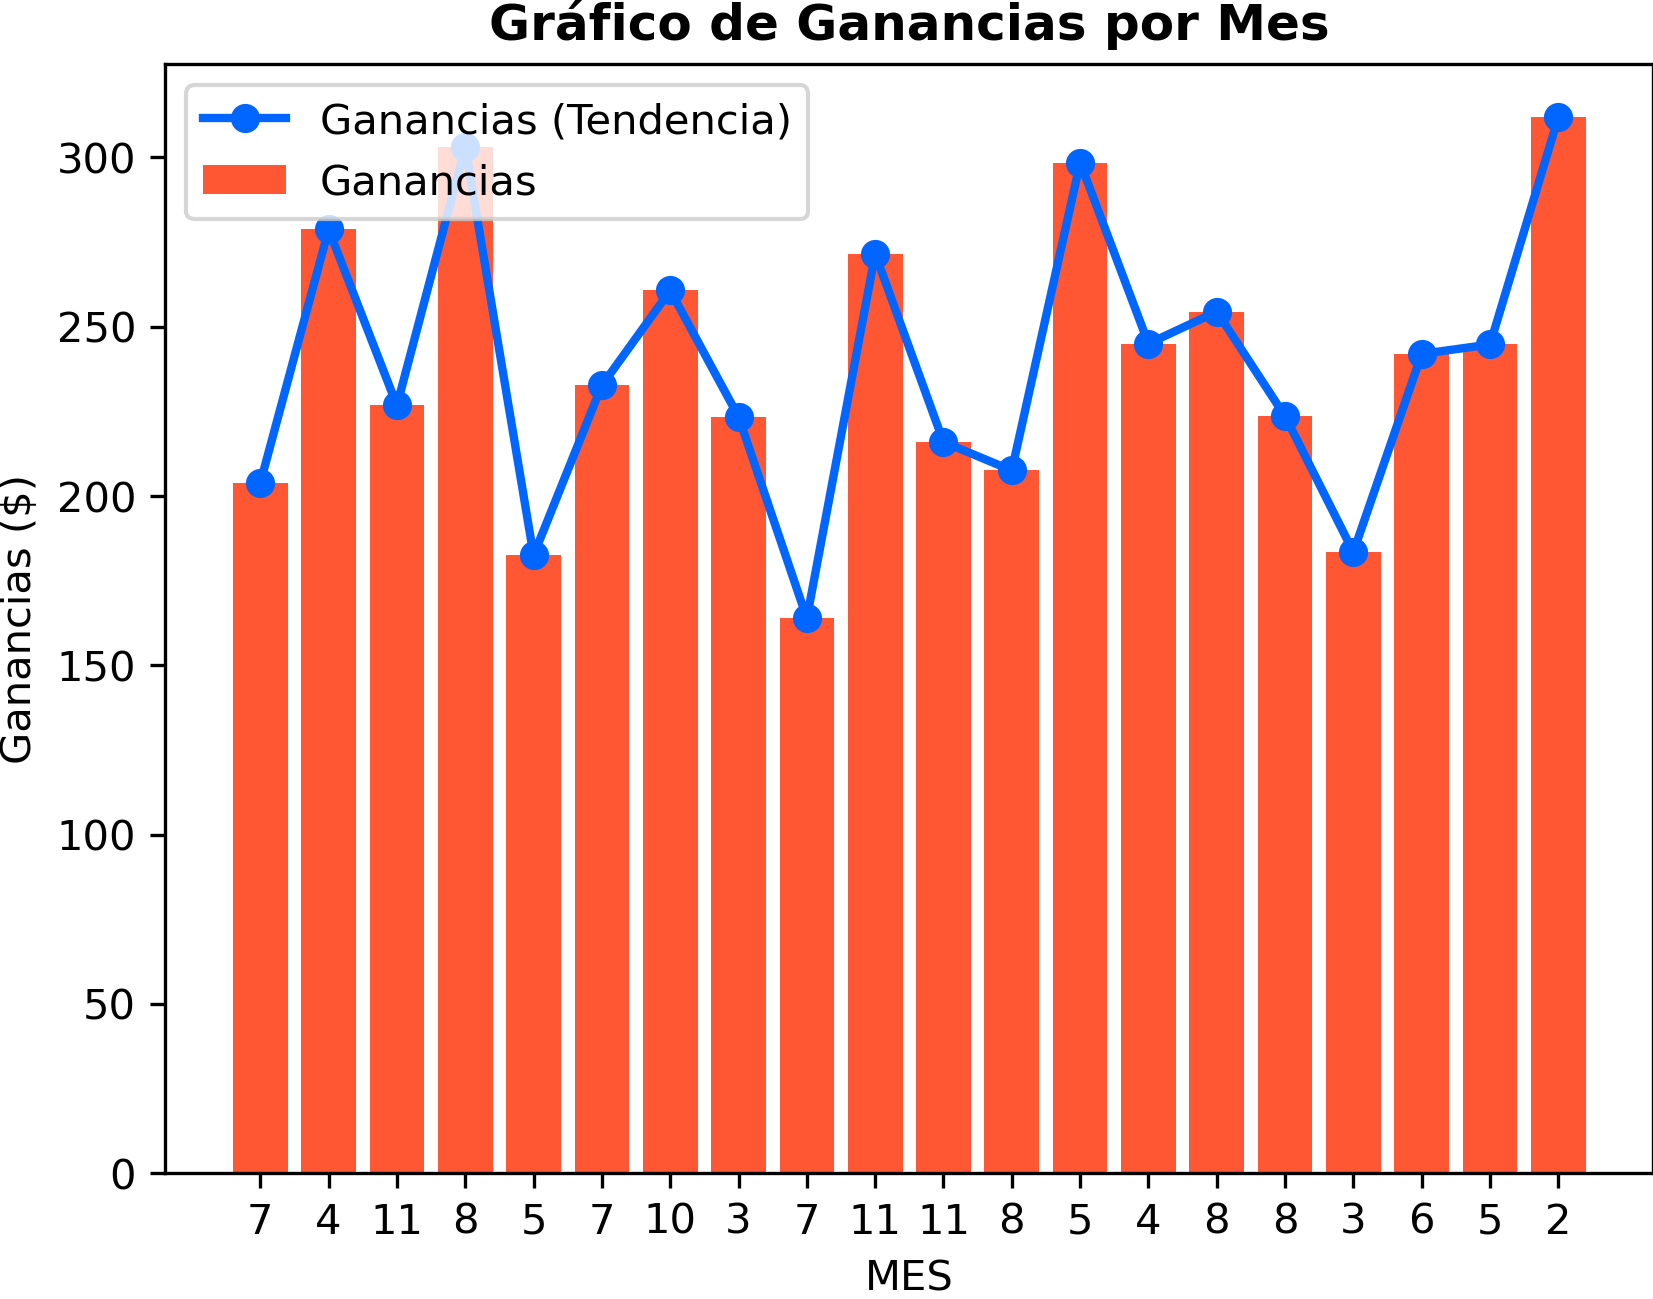 Gráfico de Ganancias por Mes
Ganancias (Tendencia)
Ganancias
Ganancias ($)
300
250
200
150
100
50
0
7 4 11 8 5 7 10 3 7 11 11 8 5 4 8 8 3 6 5 2
MES